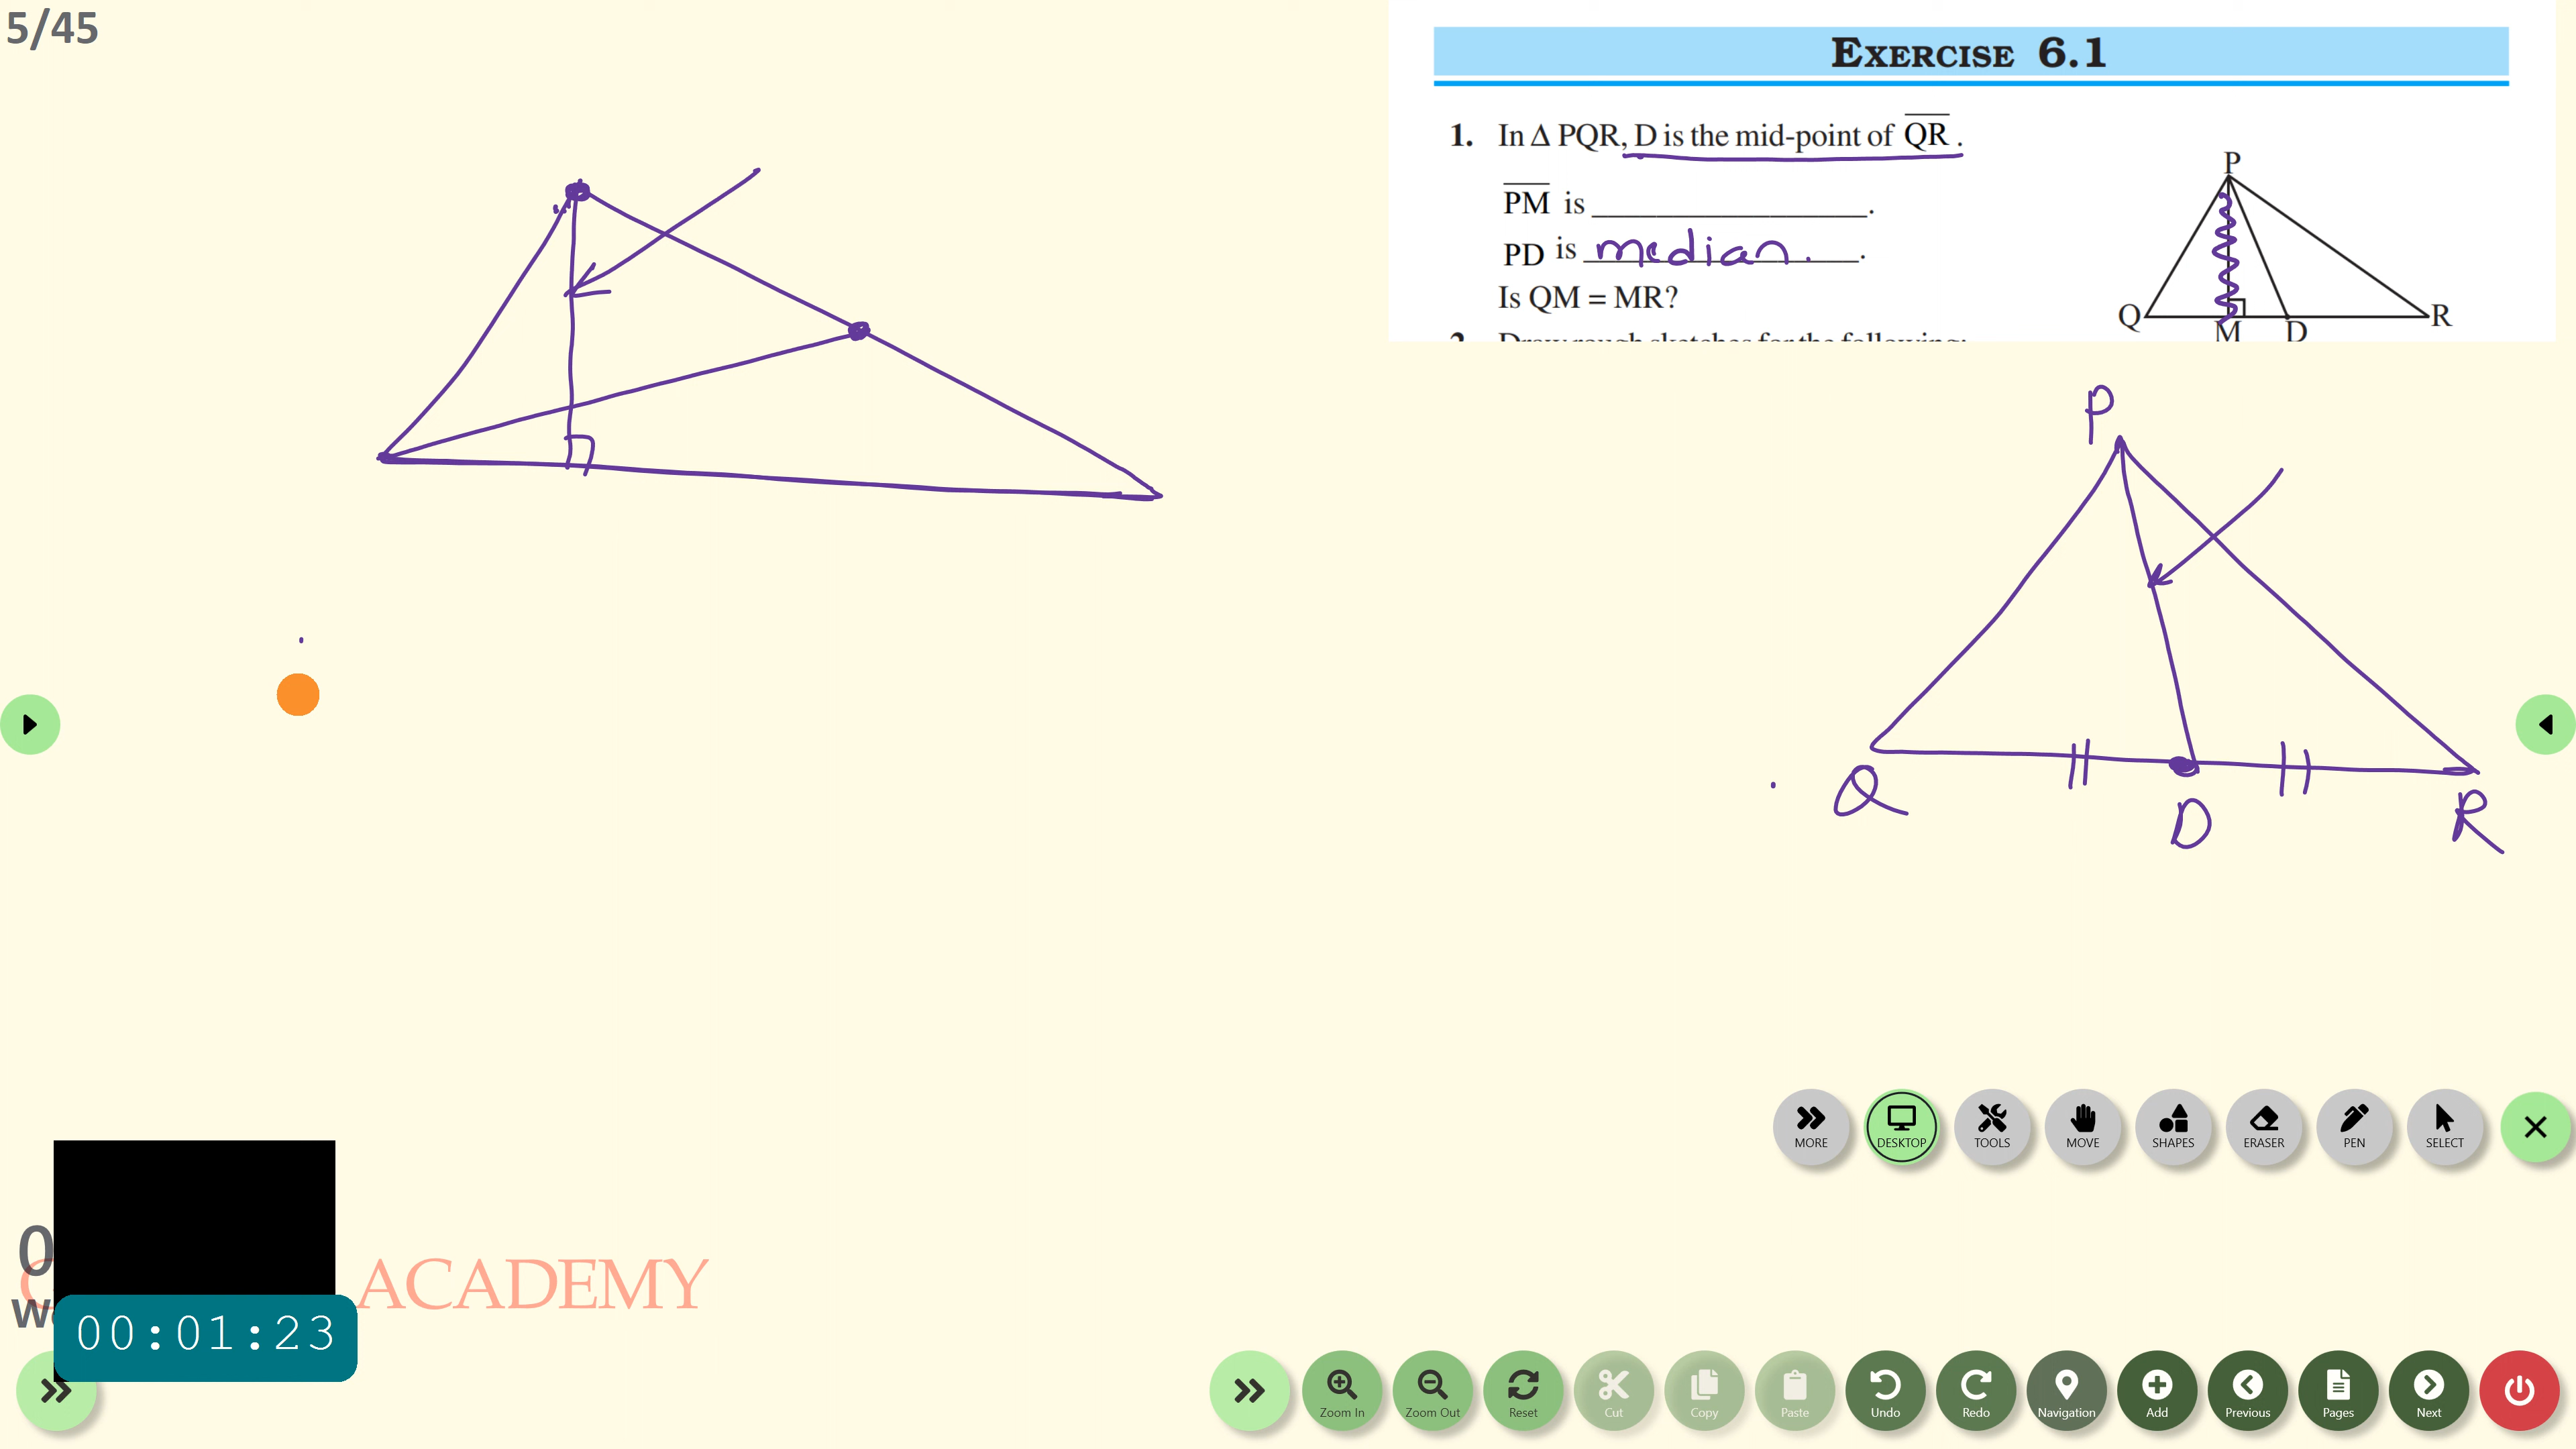 5/45
EXERCISE 6.1
1. In Δ PQR, D is the mid-point of QR.
PM is ____________.
PD is median.
Is QM = MR?
P
Q M D R
P
Q D R
ACADEMY
00:01:23
MORE DESKTOP TOOLS MOVE SHAPES ERASER PEN SELECT
Zoom In Zoom Out Reset Cut Copy Paste Undo Redo Navigation Add Previous Pages Next